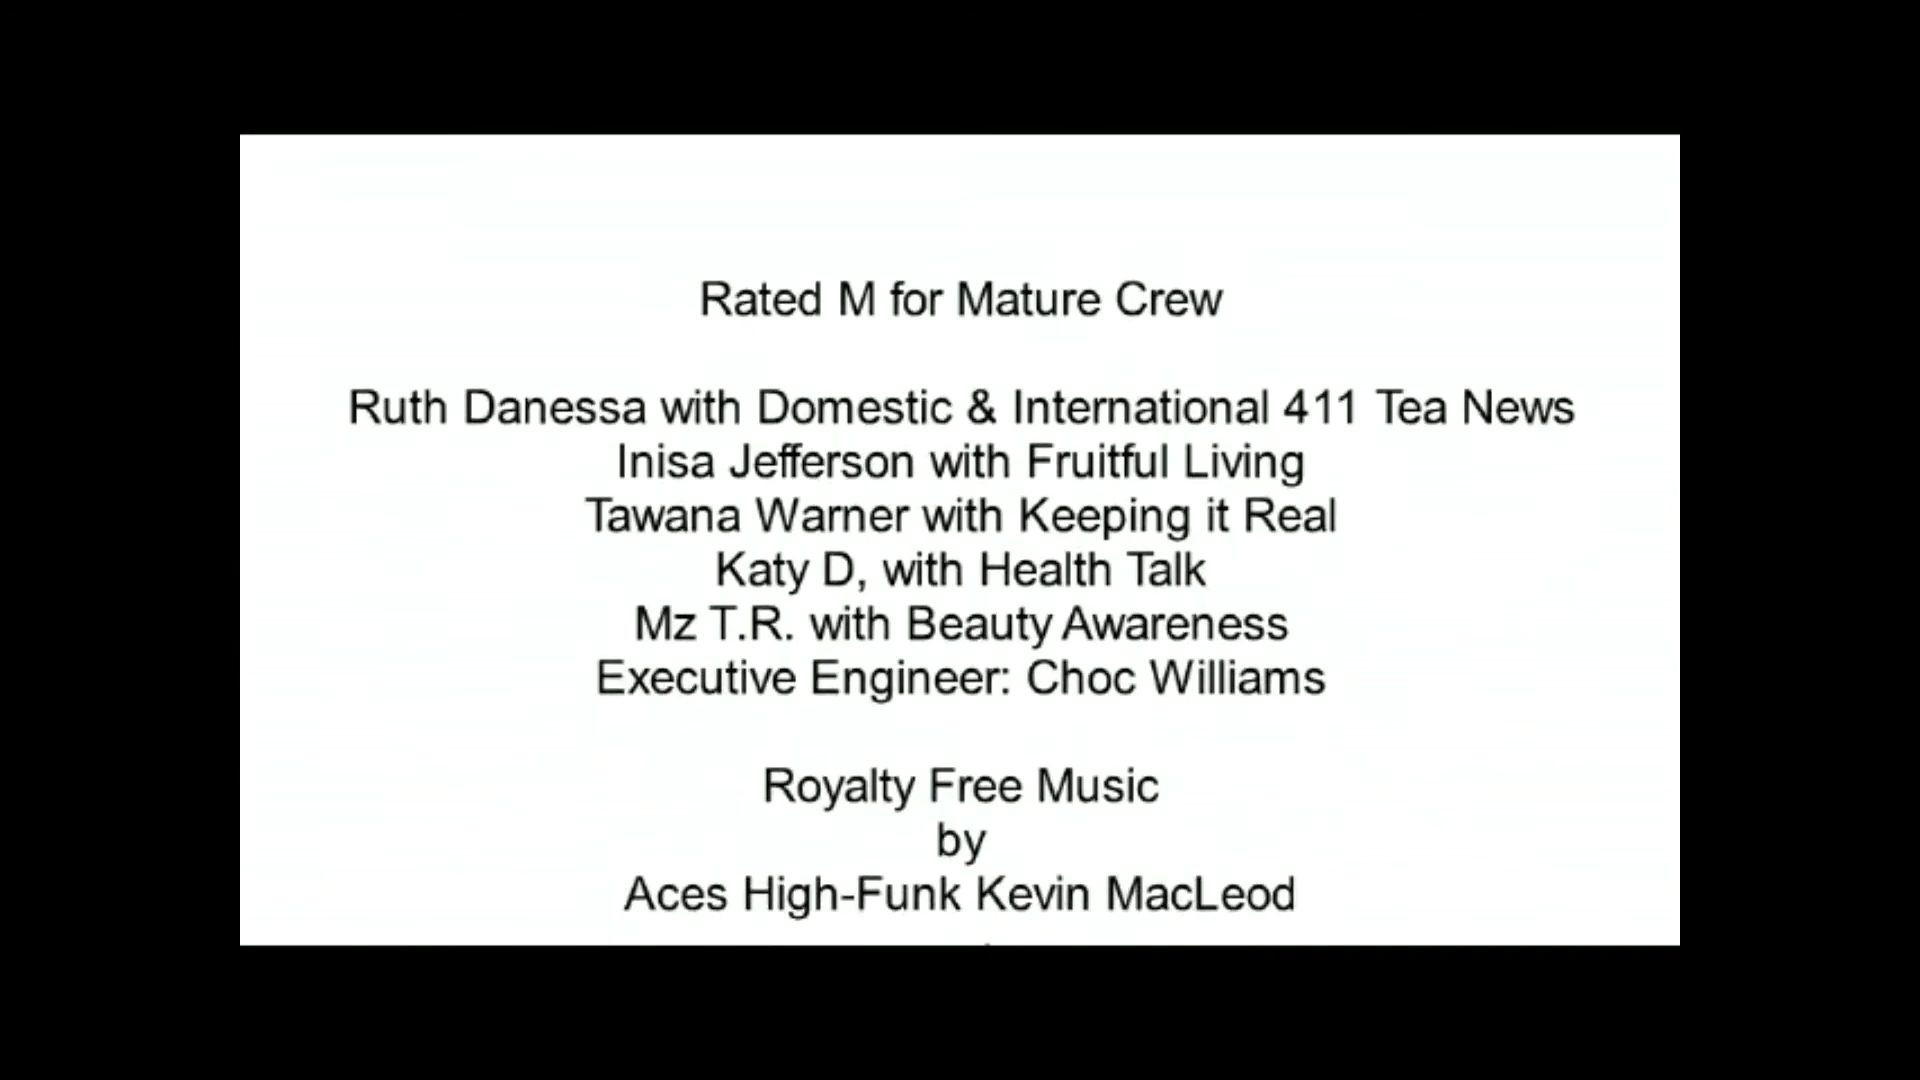 Rated M for Mature Crew
Ruth Danessa with Domestic & International 411 Tea News
Inisa Jefferson with Fruitful Living
Tawana Warner with Keeping it Real
Katy D, with Health Talk
Mz T.R. with Beauty Awareness
Executive Engineer: Choc Williams
Royalty Free Music
by
Aces High-Funk Kevin MacLeod